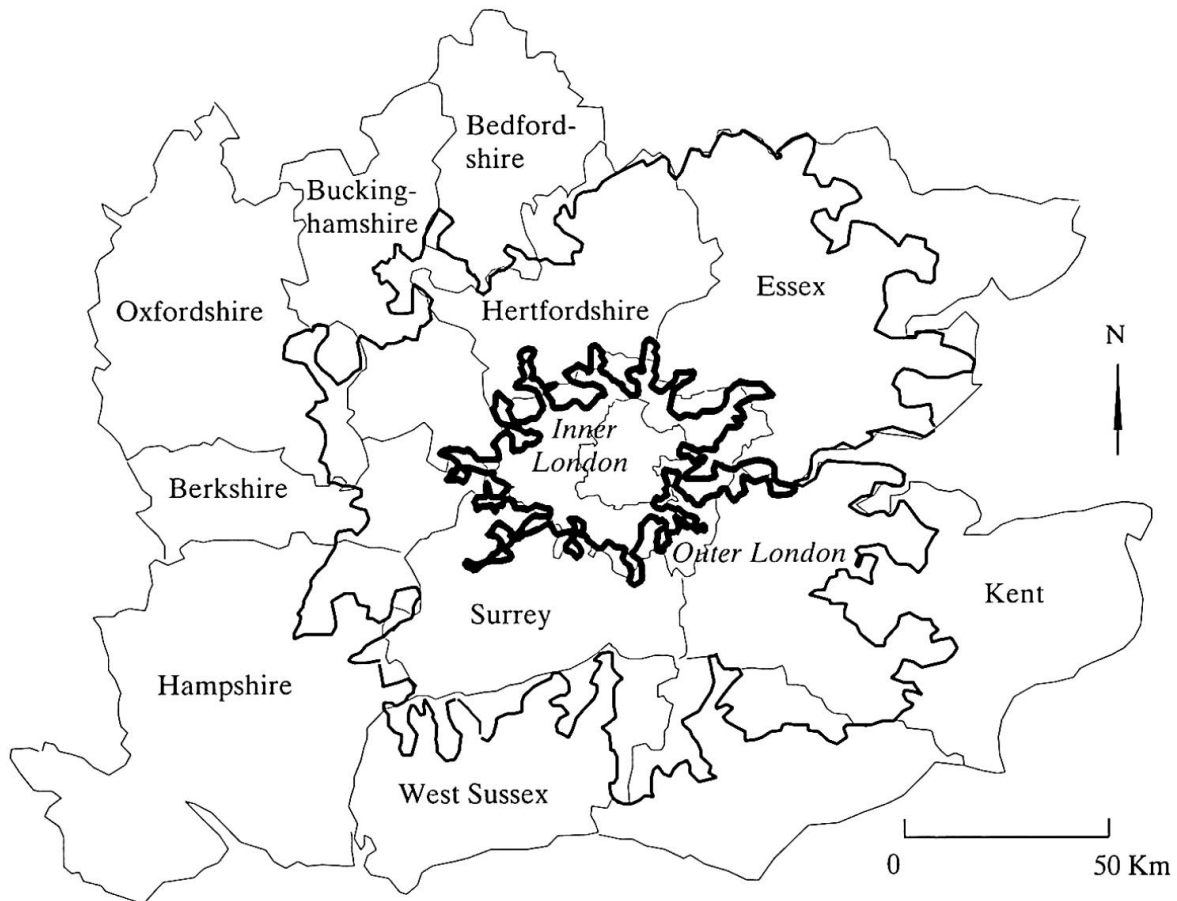 Bedford-
shire
Bucking-
hamshire
Oxfordshire
Hertfordshire
Essex
N
Inner
London
Berkshire
Outer London
Kent
Surrey
Hampshire
West Sussex
0
50 Km